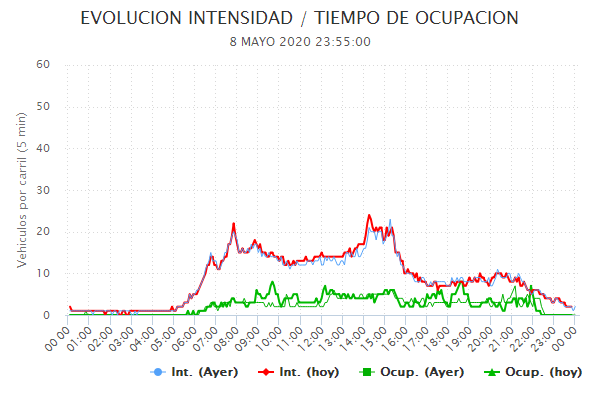 EVOLUCION INTENSIDAD / TIEMPO DE OCUPACION
8 MAYO 2020 23:55:00
Vehiculos por carril (5 min)
60
50
40
30
20
10
0
00:00 01:00 02:00 03:00 04:00 05:00 06:00 07:00 08:00 09:00 10:00 11:00 12:00 13:00 14:00 15:00 16:00 17:00 18:00 19:00 20:00 21:00 22:00 23:00 00:00
Int. (Ayer) Int. (hoy) Ocup. (Ayer) Ocup. (hoy)